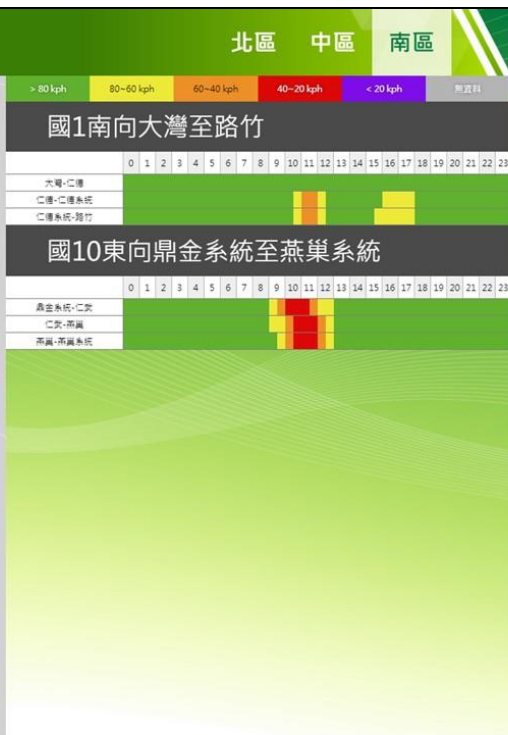 北區 中區 南區
> 80 kph 80~60 kph 60~40 kph 40~20 kph < 20 kph 無資料
國1南向大灣至路竹
0 1 2 3 4 5 6 7 8 9 10 11 12 13 14 15 16 17 18 19 20 21 22 23
大灣-仁德
仁德-仁德系統
仁德系統-路竹
國10東向鼎金系統至燕巢系統
0 1 2 3 4 5 6 7 8 9 10 11 12 13 14 15 16 17 18 19 20 21 22 23
鼎金系統-仁武
仁武-燕巢
燕巢-燕巢系統